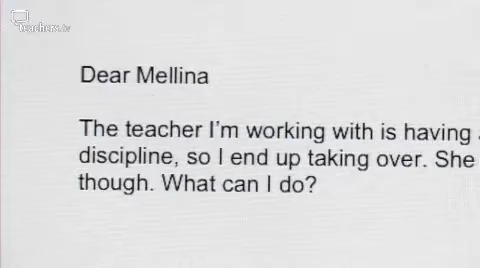 teachers.tv
Dear Mellina
The teacher I'm working with is having
discipline, so I end up taking over. She
though. What can I do?